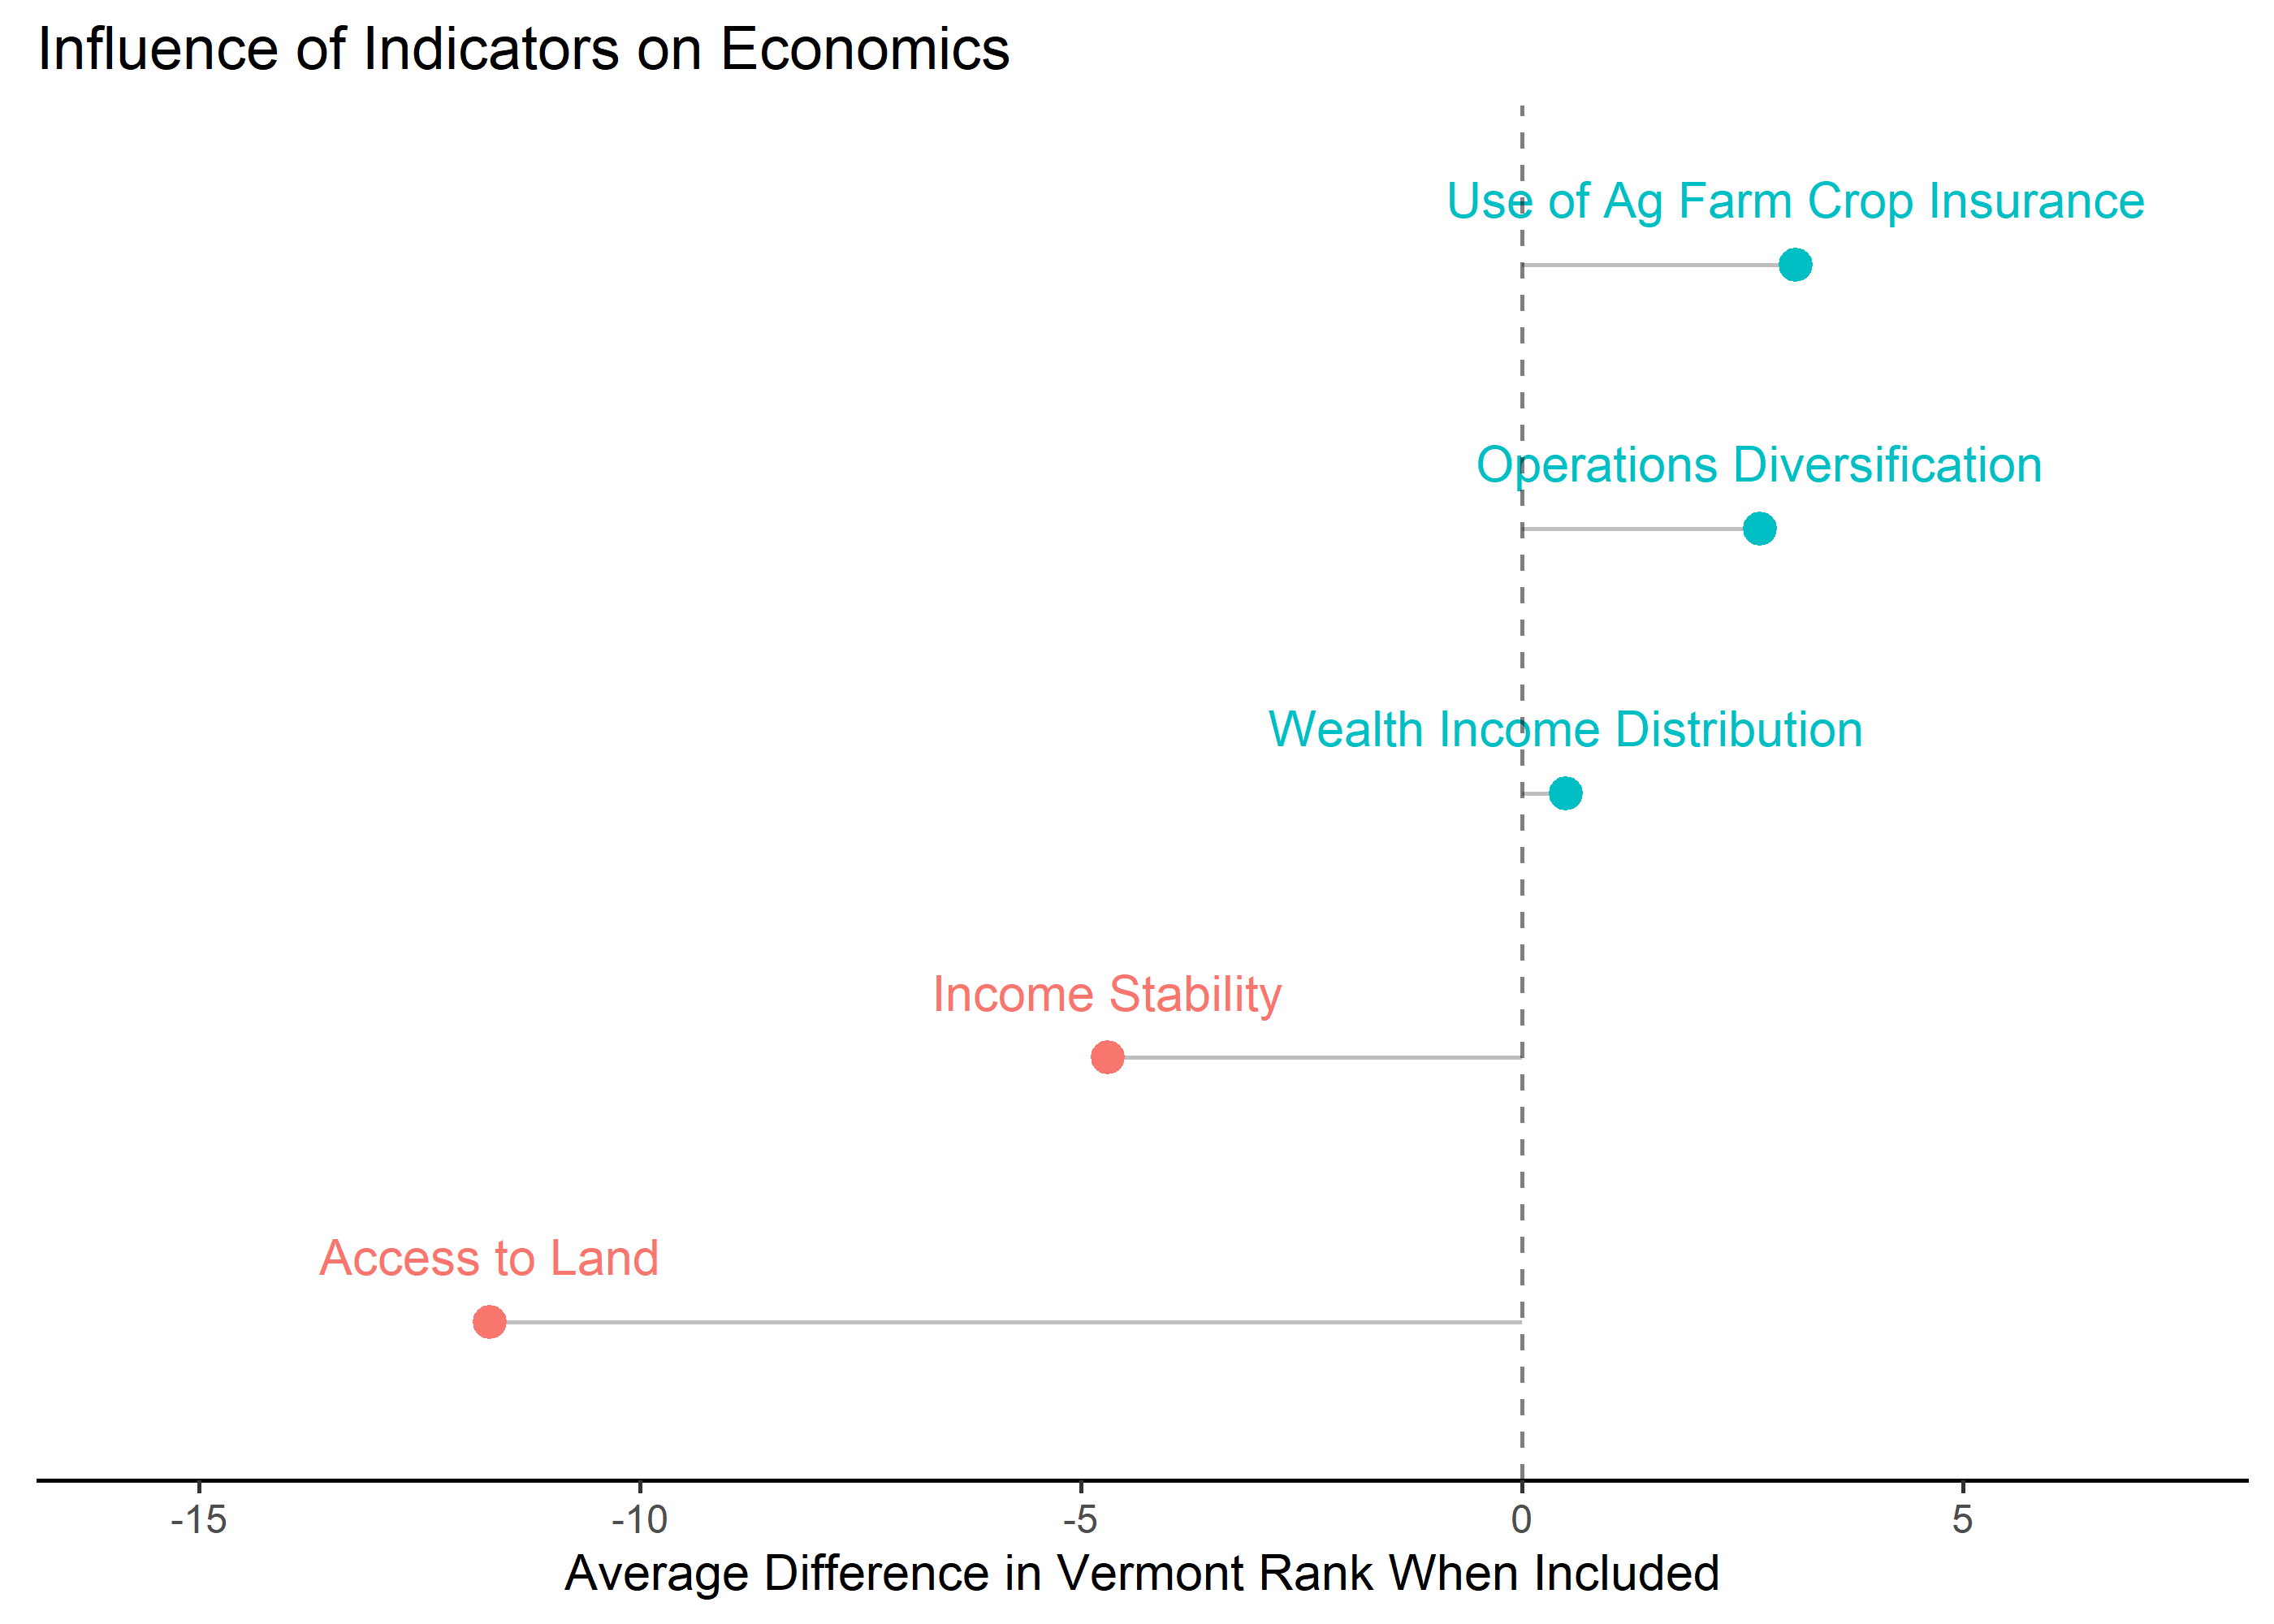 Influence of Indicators on Economics
Use of Ag Farm Crop Insurance
Operations Diversification
Wealth Income Distribution
Income Stability
Access to Land
-15 -10 -5 0 5
Average Difference in Vermont Rank When Included